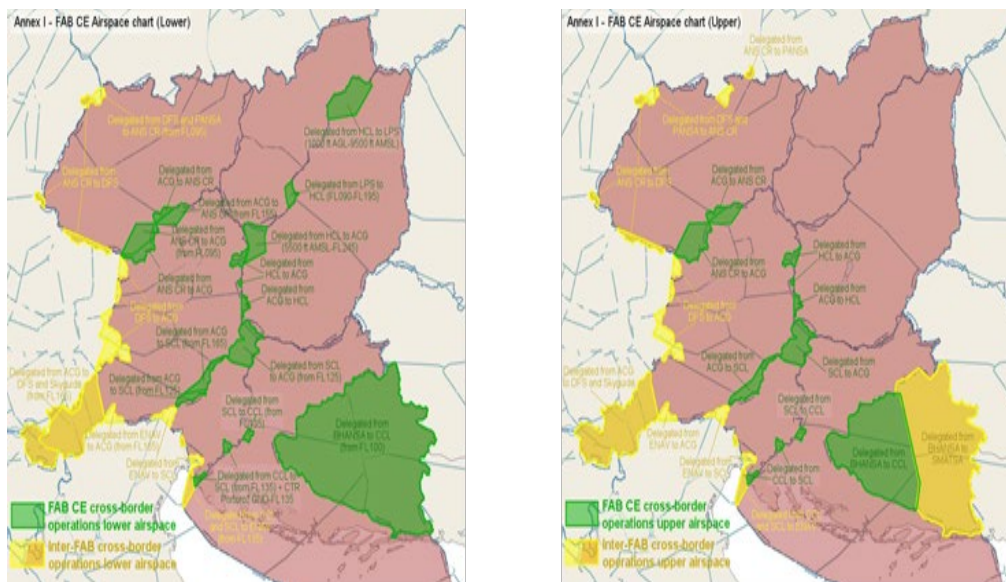 Annex I - FAB CE Airspace chart (Lower)
Delegated from DFS and PANSA
to ANS CR (from FL095)
Delegated from HCL to LPS
(1000 ft AGL-9500 ft AMSL)
Delegated from
ANS CR to DFS
Delegated from
ACG to ANS CR
Delegated from LPS to
HCL (FL090-FL195)
Delegated from ACG to
ANS CR (from FL155)
Delegated from
ANS CR to ACG
(from FL095)
Delegated from HCL to ACG
(5500 ft AMSL-FL245)
Delegated from
HCL to ACG
Delegated from
ANS CR to ACG
Delegated from
ACG to HCL
Delegated from
DFS to ACG
Delegated from ACG
to SCL (from FL165)
Delegated from SCL to
ACG (from FL125)
Delegated from ACG to
DFS and Skyguide
Delegated from ACG to
SCL (from FL125)
Delegated from
SCL to CCL (from
Delegated from ENAV
to ACG
Delegated from
BHANSA to CCL
(from FL100)
Delegated from
ENAV to SCL
Delegated from CCL to
SCL (from FL135) + CTR
Portorož GND-FL135
FAB CE cross-border
operations lower airspace
Inter-FAB cross-border
operations lower airspace
Annex I - FAB CE Airspace chart (Upper)
Delegated from
ANS CR to PANSA
Delegated from DFS and
PANSA to ANS CR
Delegated from
ANS CR to DFS
Delegated from
ACG to ANS CR
Delegated from
ANS CR to ACG
Delegated from
HCL to ACG
Delegated from
ACG to HCL
Delegated from
DFS to ACG
Delegated from
ACG to SCL
Delegated from
SCL to ACG
Delegated from ACG
to DFS and Skyguide
Delegated from
SCL to CCL
Delegated from
ENAV to ACG
Delegated from
BHANSA to CCL
Delegated from
BHANSA to
SMATSA
Delegated from
ENAV to SCL
Delegated from
CCL to SCL
FAB CE cross-border
operations upper airspace
Inter-FAB cross-border
operations upper airspace